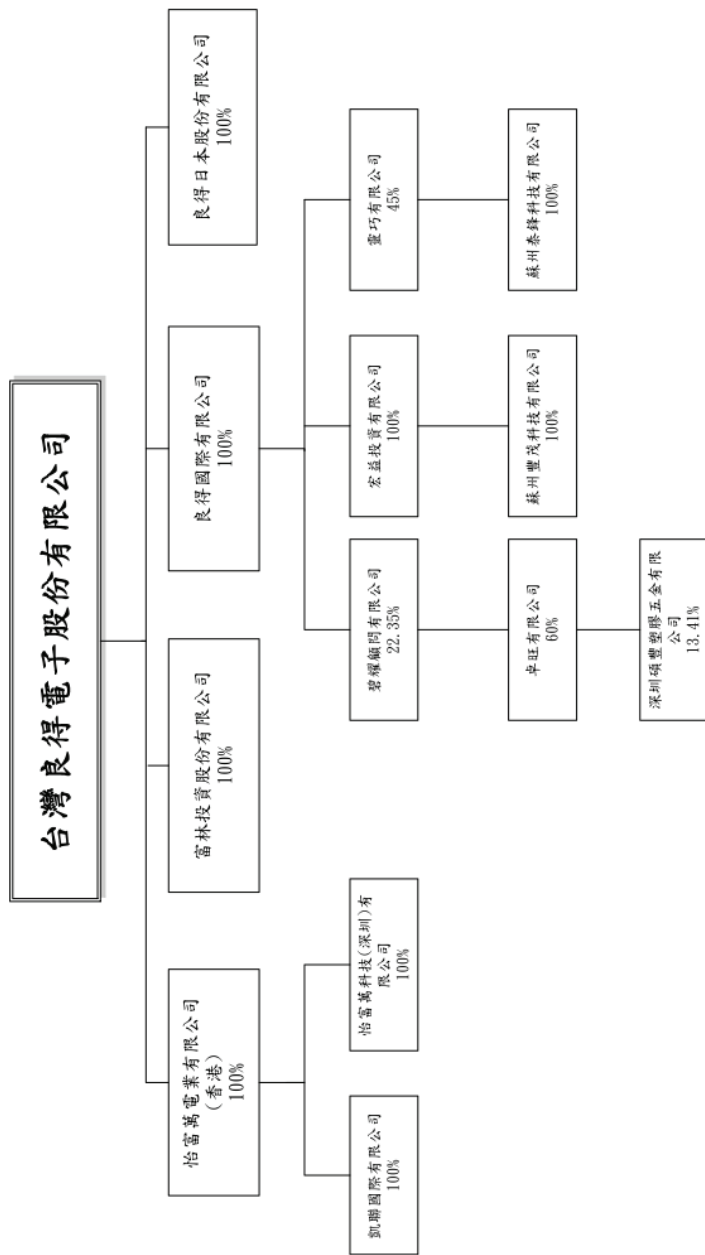 台灣良得電子股份有限公司
怡富萬電業有限公司
(香港)
100%
富林投資股份有限公司
100%
良得國際有限公司
100%
良得日本股份有限公司
100%
凱聯國際有限公司
100%
怡富萬科技(深圳)有
限公司
100%
碧耀顧問有限公司
22.35%
宏益投資有限公司
100%
靈巧有限公司
45%
卓旺有限公司
60%
蘇州豐茂科技有限公司
100%
蘇州泰鋒科技有限公司
100%
深圳碩豐塑膠五金有限
公司
13.41%